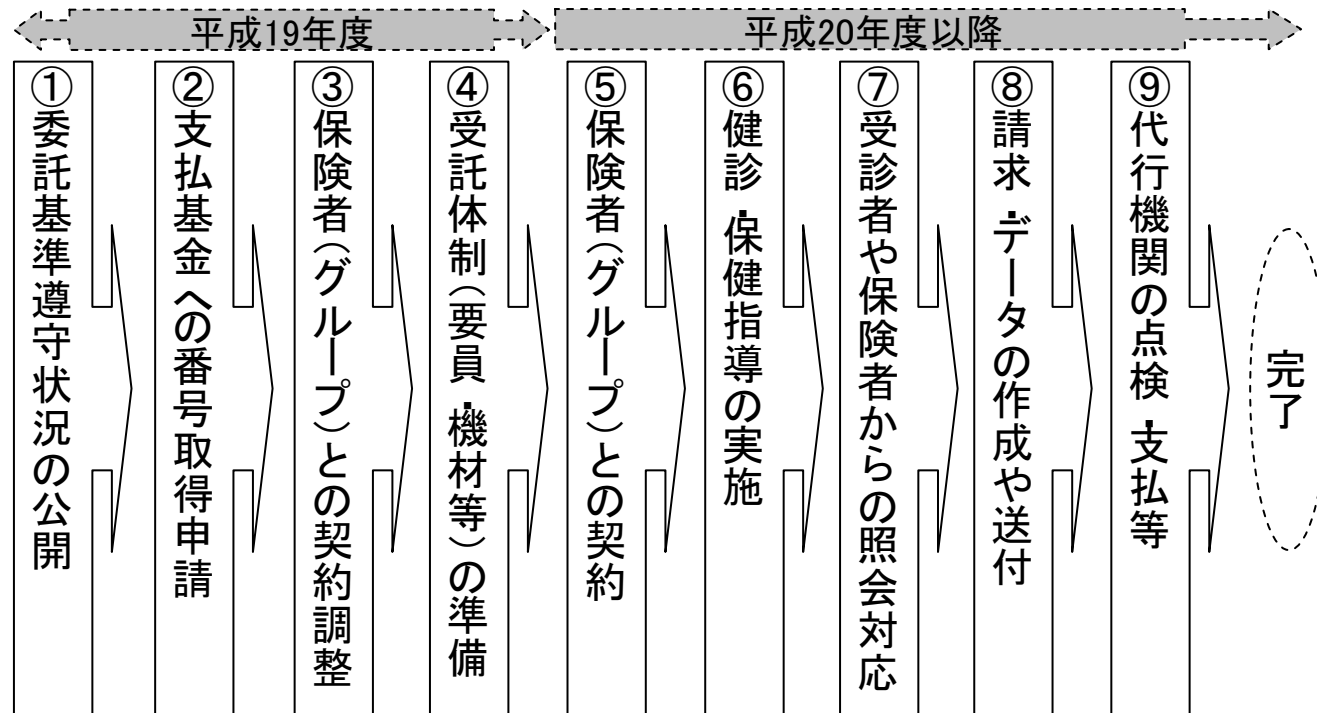 平成19年度
平成20年度以降
①委託基準遵守状況の公開
②支払基金への番号取得申請
③保険者(グループ)との契約調整
④受託体制(要員・機材等)の準備
⑤保険者(グループ)との契約
⑥健診・保健指導の実施
⑦受診者や保険者からの照会対応
⑧請求・データの作成や送付
⑨代行機関の点検・支払等
完了